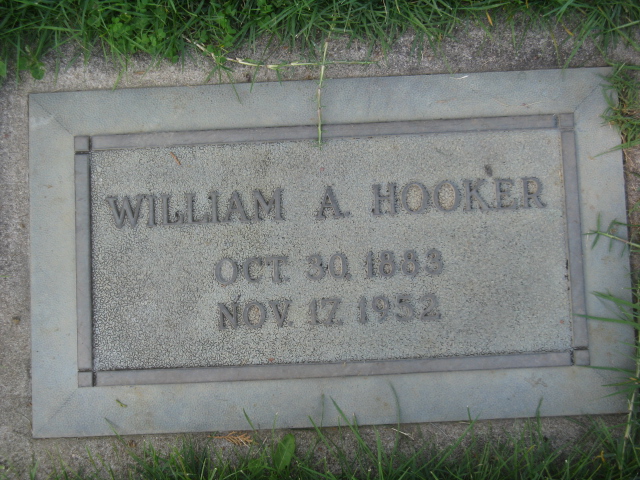 WILLIAM A. HOOKER
OCT. 30, 1883
NOV. 17, 1952